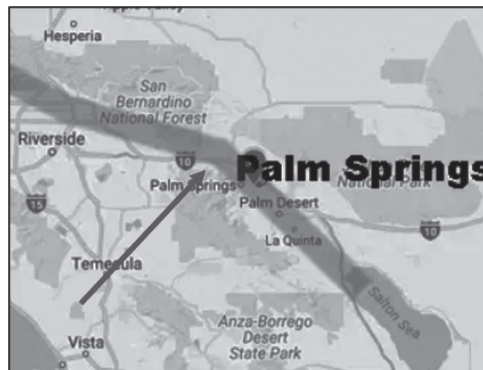 Hesperia
San
Bernardino
National Forest
Riverside
10
Palm Springs
Palm Springs
National Park
15
Palm Desert
10
La Quinta
Temecula
Salton Sea
Anza-Borrego
Desert
State Park
Vista